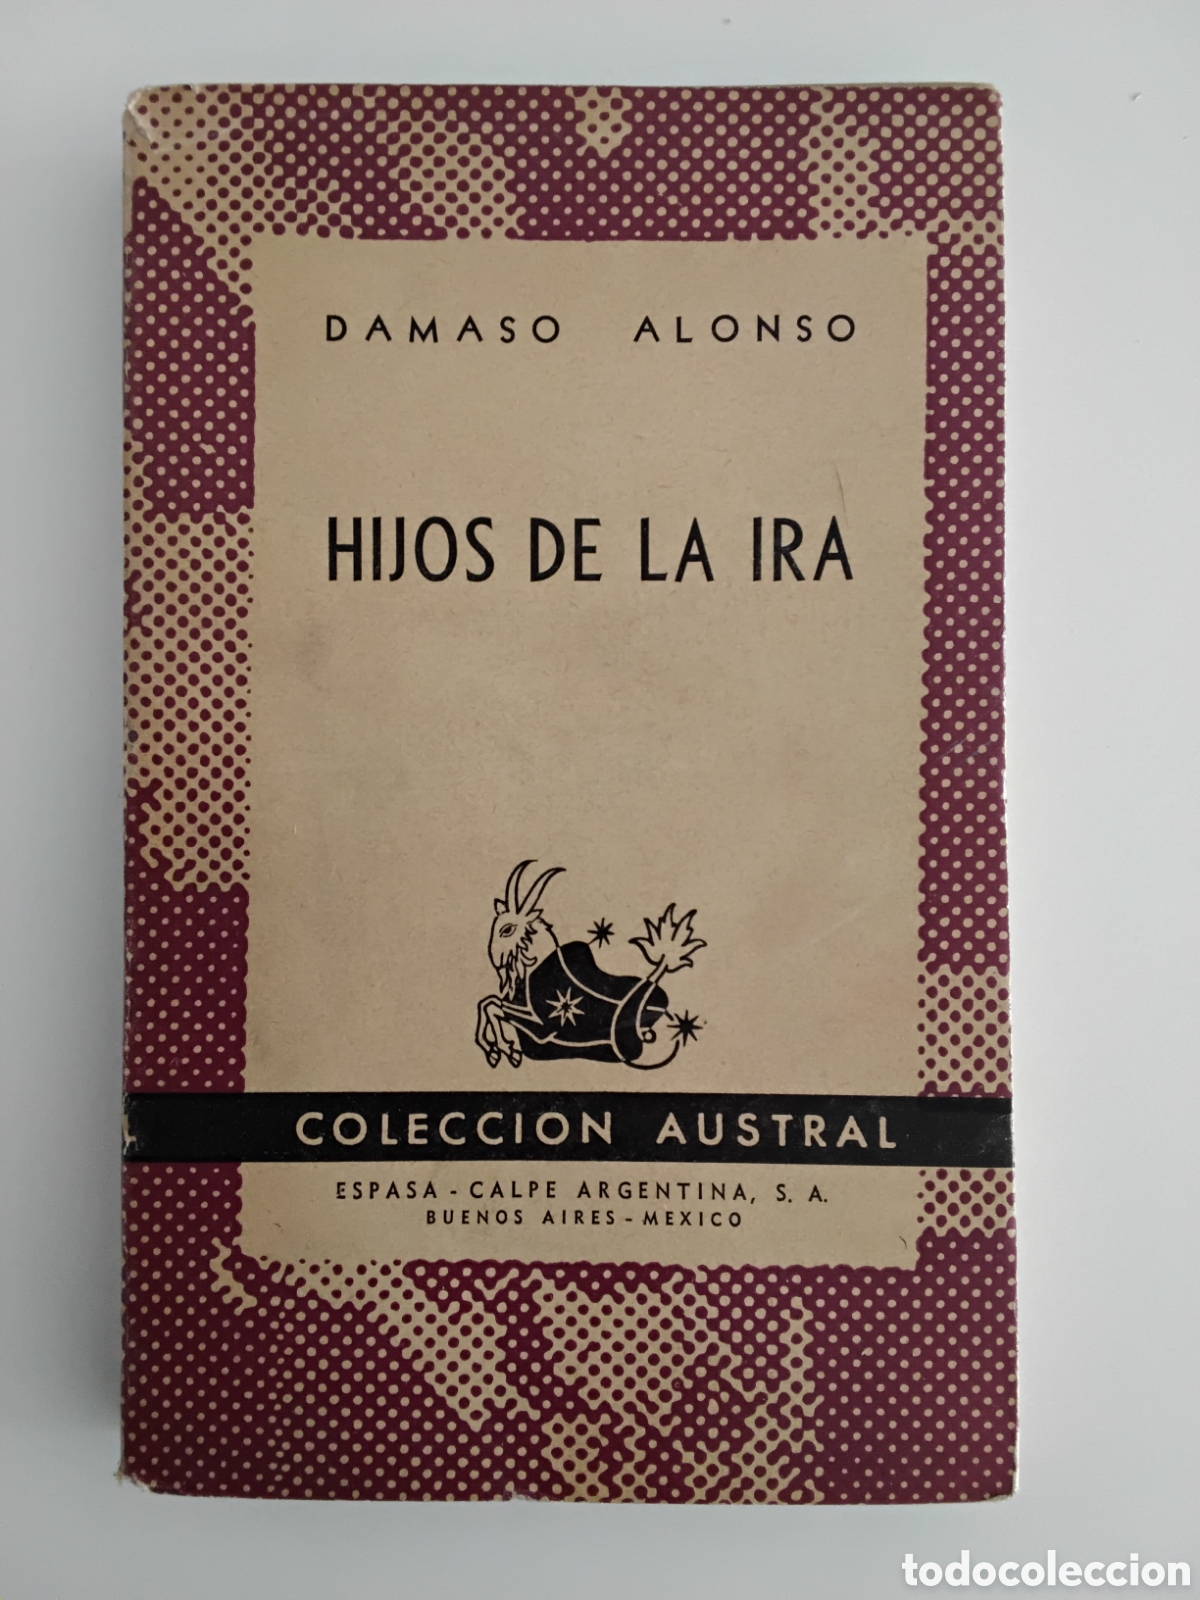 DAMASO ALONSO
HIJOS DE LA IRA
COLECCION AUSTRAL
ESPASA - CALPE ARGENTINA, S. A.
BUENOS AIRES - MEXICO
todocoleccion